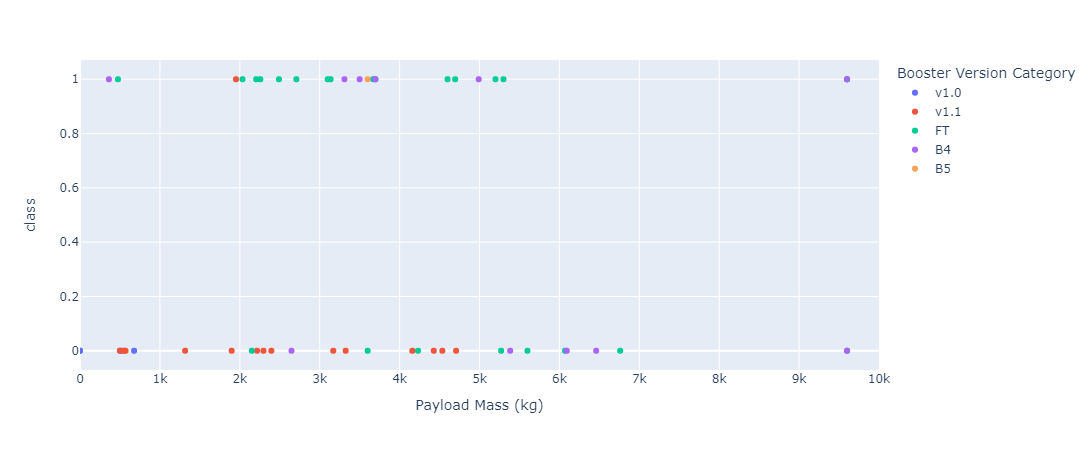 Booster Version Category
v1.0
v1.1
FT
B4
B5
class
1
0.8
0.6
0.4
0.2
0
0 1k 2k 3k 4k 5k 6k 7k 8k 9k 10k
Payload Mass (kg)